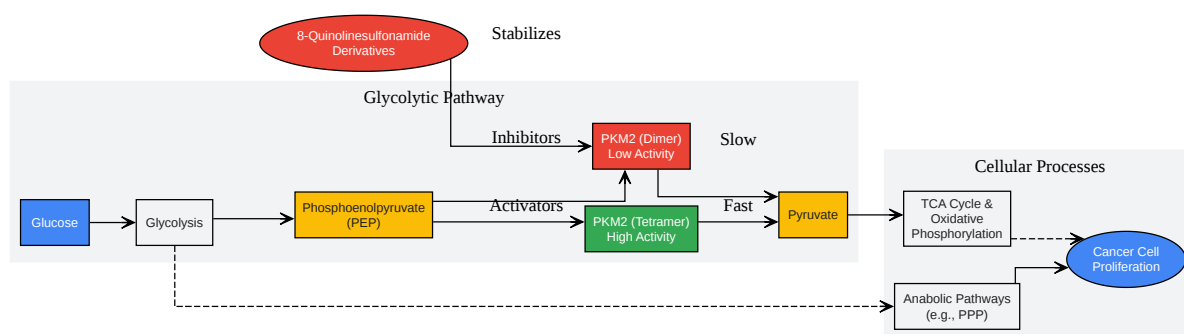 8-Quinolinesulfonamide
Derivatives
Stabilizes
Glycolytic Pathway
Inhibitors
PKM2 (Dimer)
Low Activity
Slow
Cellular Processes
Glucose
Glycolysis
Phosphoenolpyruvate
(PEP)
Activators
PKM2 (Tetramer)
High Activity
Fast
Pyruvate
TCA Cycle &
Oxidative
Phosphorylation
Cancer Cell
Proliferation
Anabolic Pathways
(e.g., PPP)